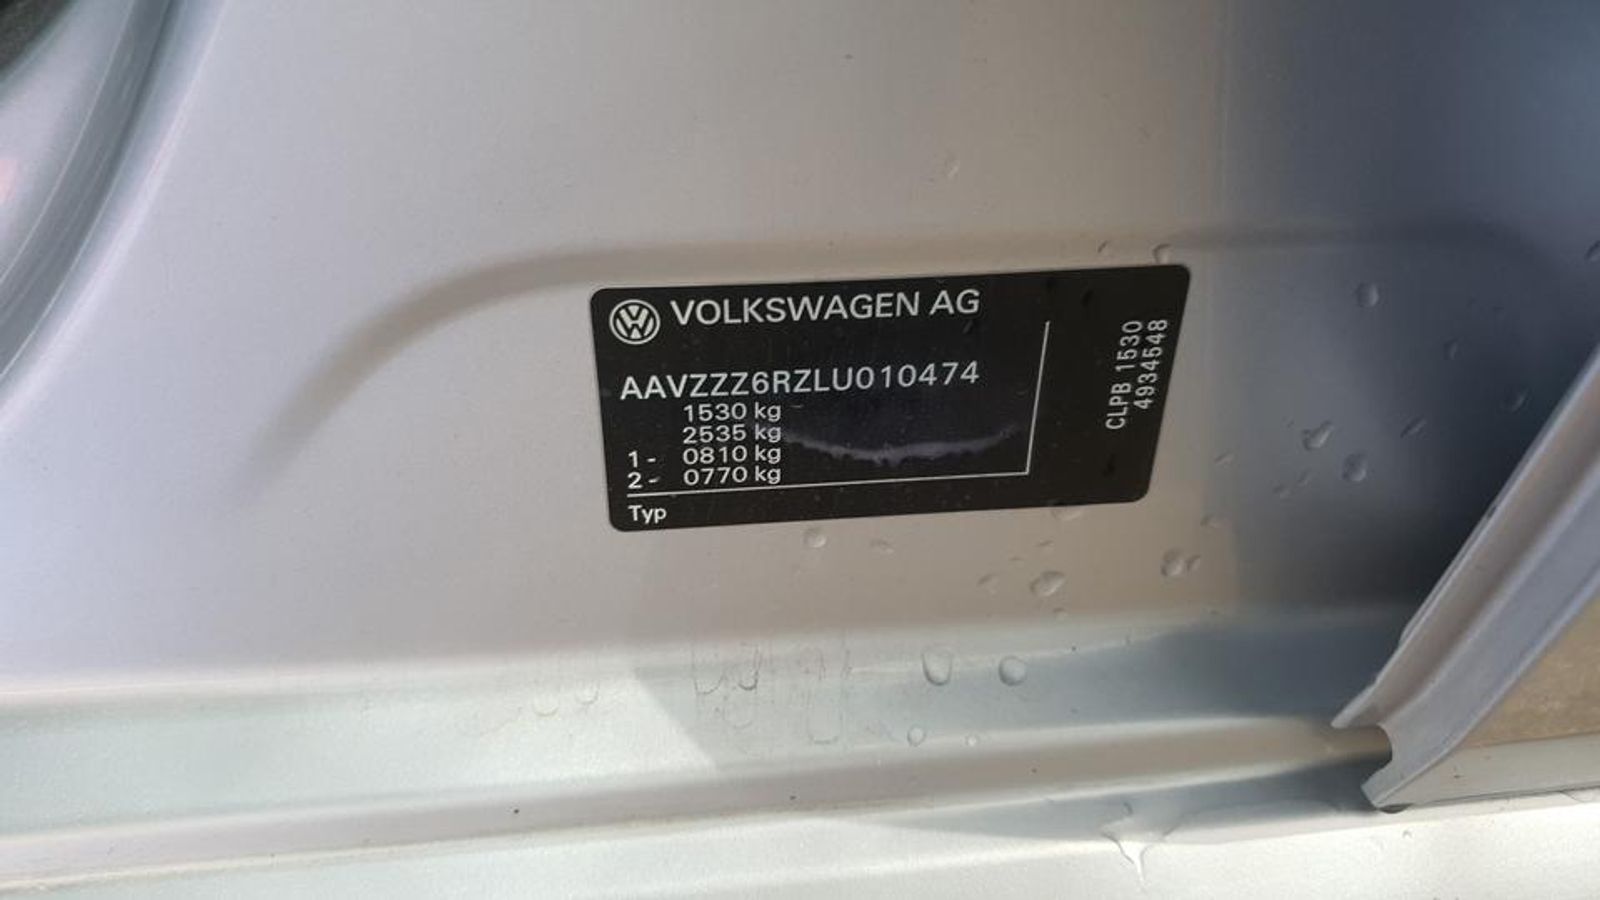 VOLKSWAGEN AG
AAVZZZ6RZLU010474
1530 kg
2535 kg
1- 0810 kg
2- 0770 kg
Typ
CLPB 1530
4934548